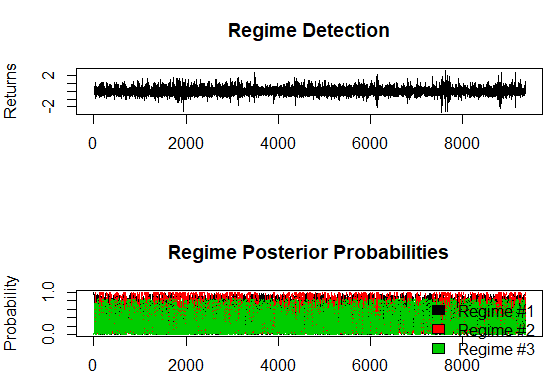 Regime Detection
Returns
2
-2
0 2000 4000 6000 8000
Regime Posterior Probabilities
Probability
1.0
0.0
Regime #1
Regime #2
Regime #3
0 2000 4000 6000 8000